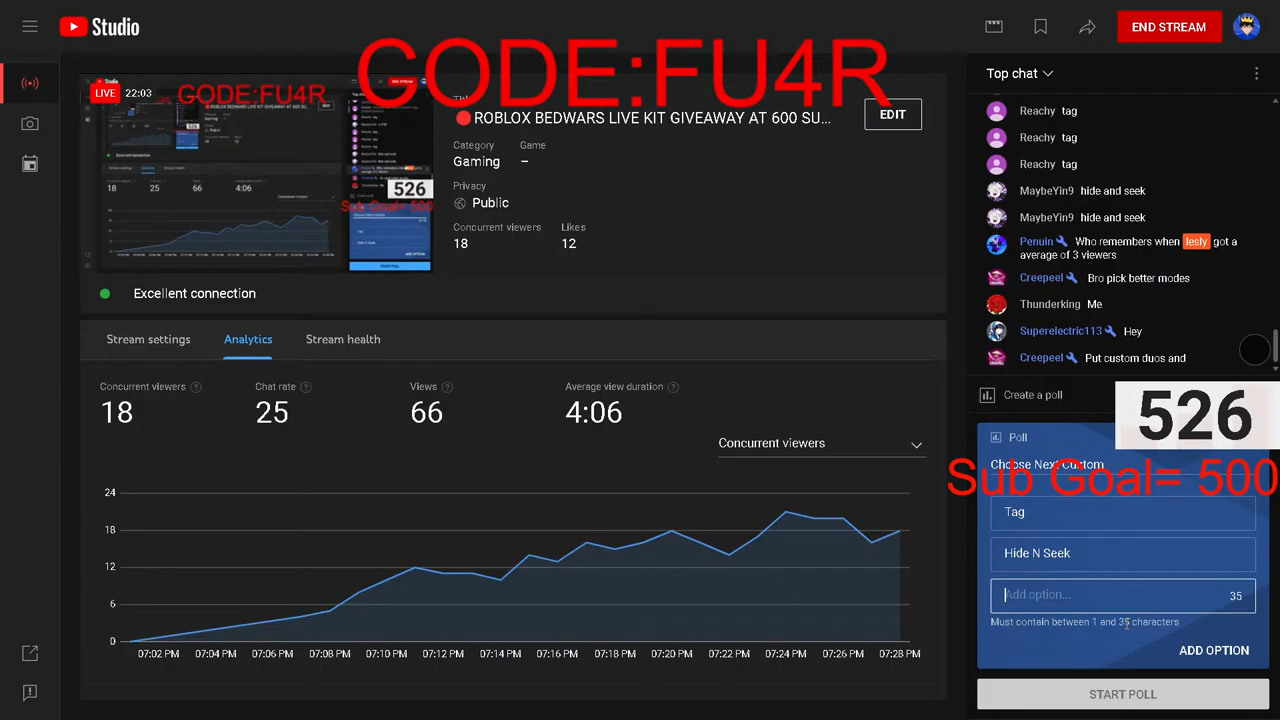 Studio
CODE:FU4R
END STREAM
LIVE
22:03
CODE:FU4R
ROBLOX BEDWARS LIVE KIT GIVEAWAY AT 600 SU...
EDIT
Category
Game
Gaming
–
Privacy
Public
Concurrent viewers
Likes
18
12
526
Sub Goal= 500
Excellent connection
Stream settings
Analytics
Stream health
Concurrent viewers
18
Chat rate
25
Views
66
Average view duration
4:06
Concurrent viewers
24
18
12
6
0
07:02 PM
07:04 PM
07:06 PM
07:08 PM
07:10 PM
07:12 PM
07:14 PM
07:16 PM
07:18 PM
07:20 PM
07:22 PM
07:24 PM
07:26 PM
07:28 PM
Top chat
Reachy tag
Reachy tag
Reachy tag
MaybeYin9 hide and seek
MaybeYin9 hide and seek
Penuin Who remembers when lesly got a
average of 3 viewers
Creepeel Bro pick better modes
Thunderking Me
Superelectric113 Hey
Creepeel Put custom duos and
Create a poll
526
Poll
Choose Next Custom
Sub Goal= 500
Tag
Hide N Seek
Add option...
35
Must contain between 1 and 35 characters
ADD OPTION
START POLL